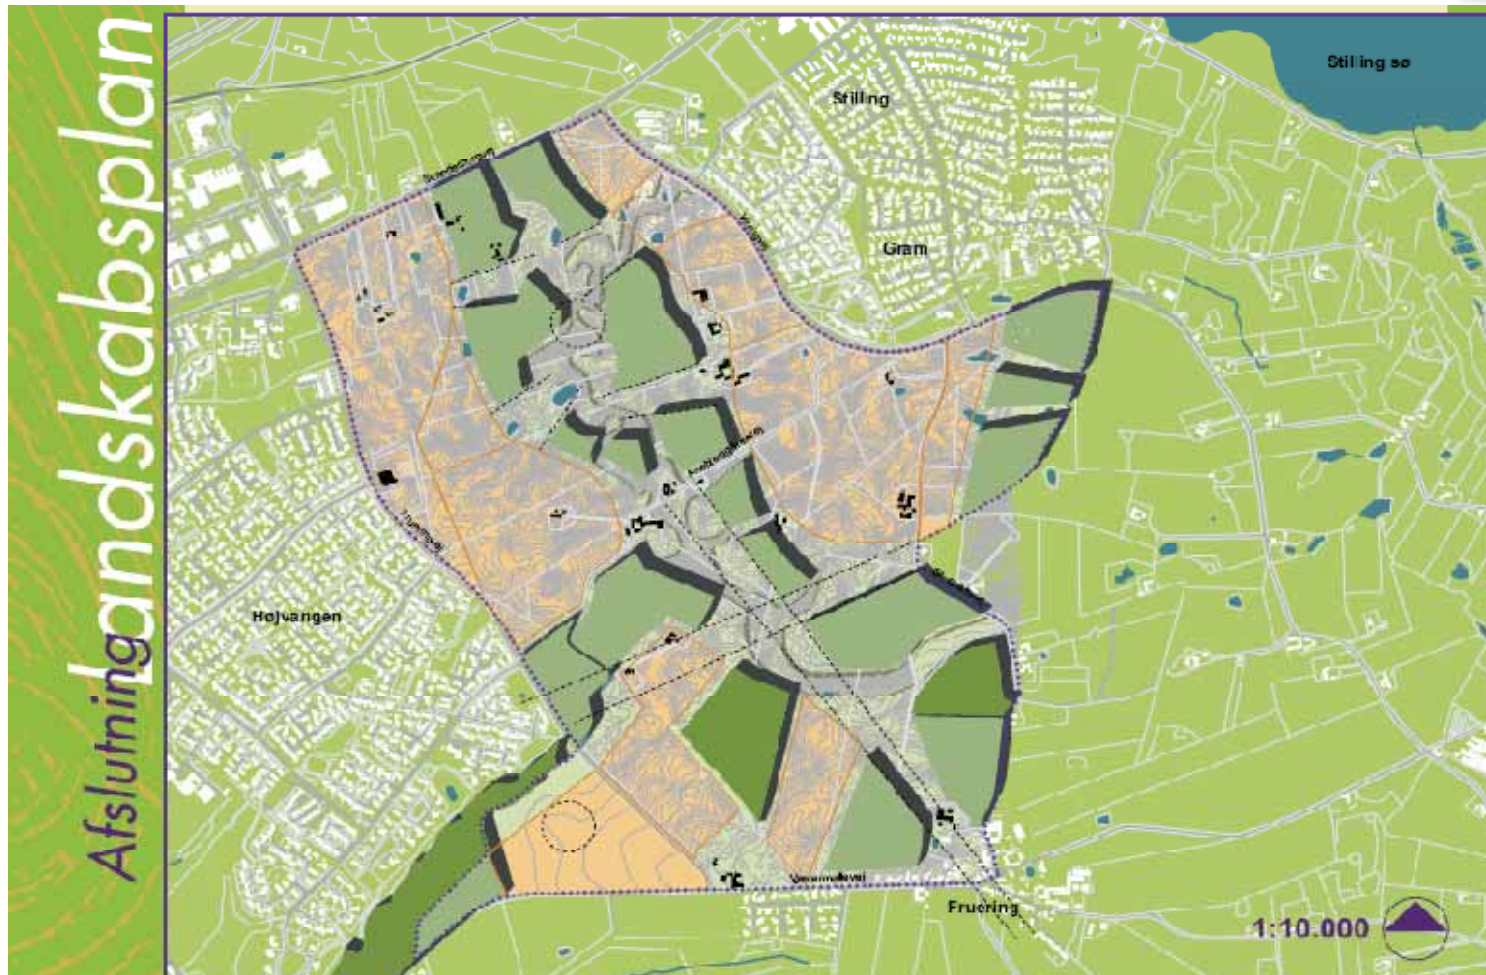 Landskabsplan
Afslutning
Stilling sø
Stilling
Gram
Højvangen
Fruering
1:10.000